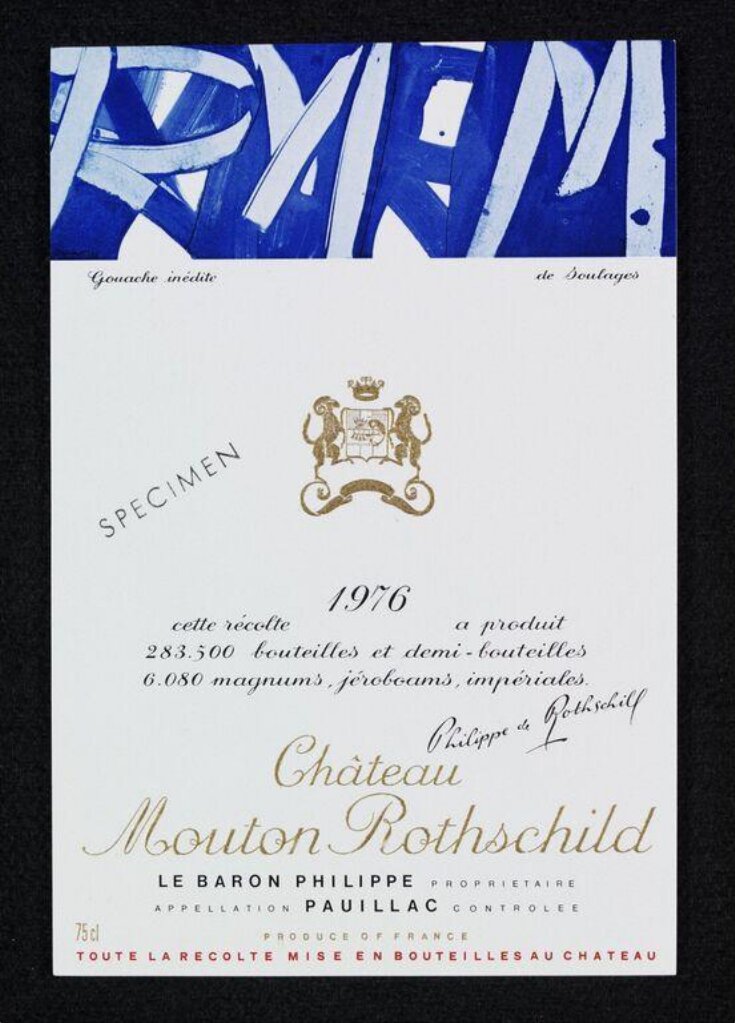 Gouache inédite de Soulages
SPECIMEN
1976
cette récolte a produit
283.500 bouteilles et demi-bouteilles
6.080 magnums, jéroboams, impériales.
Philippe de Rothschild
Château
Mouton Rothschild
LE BARON PHILIPPE PROPRIETAIRE
APPELLATION PAUILLAC CONTROLEE
75 cl
PRODUCE OF FRANCE
TOUTE LA RECOLTE MISE EN BOUTEILLES AU CHATEAU